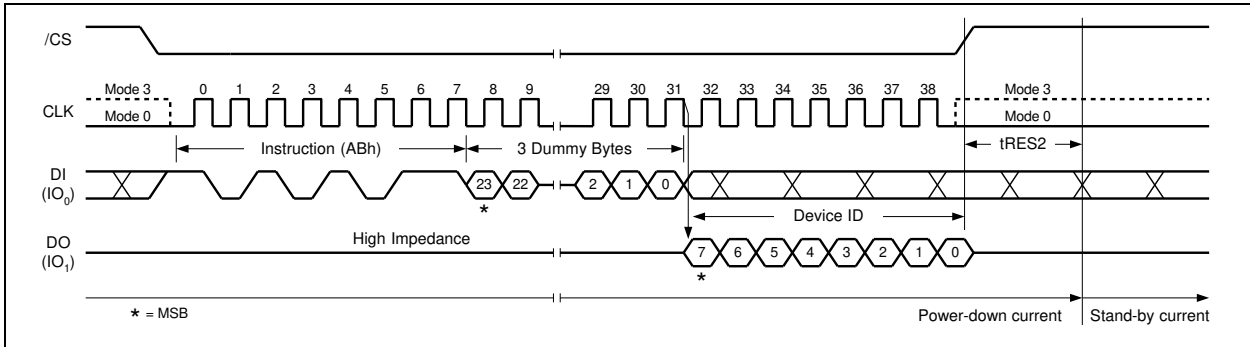 /CS
Mode 3 0 1 2 3 4 5 6 7 8 9 29 30 31 32 33 34 35 36 37 38 Mode 3
CLK
Mode 0 Mode 0
Instruction (ABh) 3 Dummy Bytes tRES2
DI
(IO0) 23 22 2 1 0
*
Device ID
High Impedance
DO
(IO1) 7 6 5 4 3 2 1 0
*
* = MSB Power-down current Stand-by current